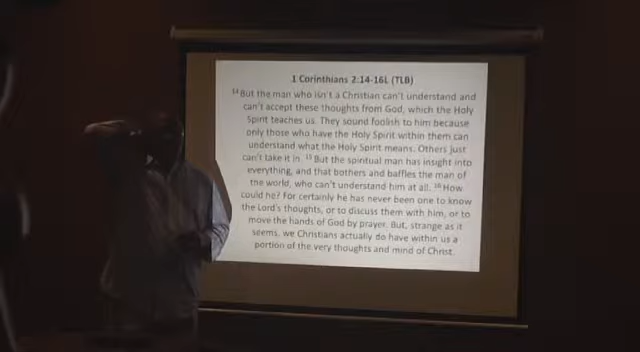 1 Corinthians 2:14-16L (TLB)
14 But the man who isn't a Christian can't understand and
can't accept these thoughts from God, which the Holy
Spirit teaches us. They sound foolish to him because
only those who have the Holy Spirit within them can
understand what the Holy Spirit means. Others just
can't take it in. 15 But the spiritual man has insight into
everything, and that bothers and baffles the man of
the world, who can't understand him at all. 16 How
could he? For certainly he has never been one to know
the Lord's thoughts, or to discuss them with him, or to
move the hands of God by prayer. But, strange as it
seems, we Christians actually do have within us a
portion of the very thoughts and mind of Christ.